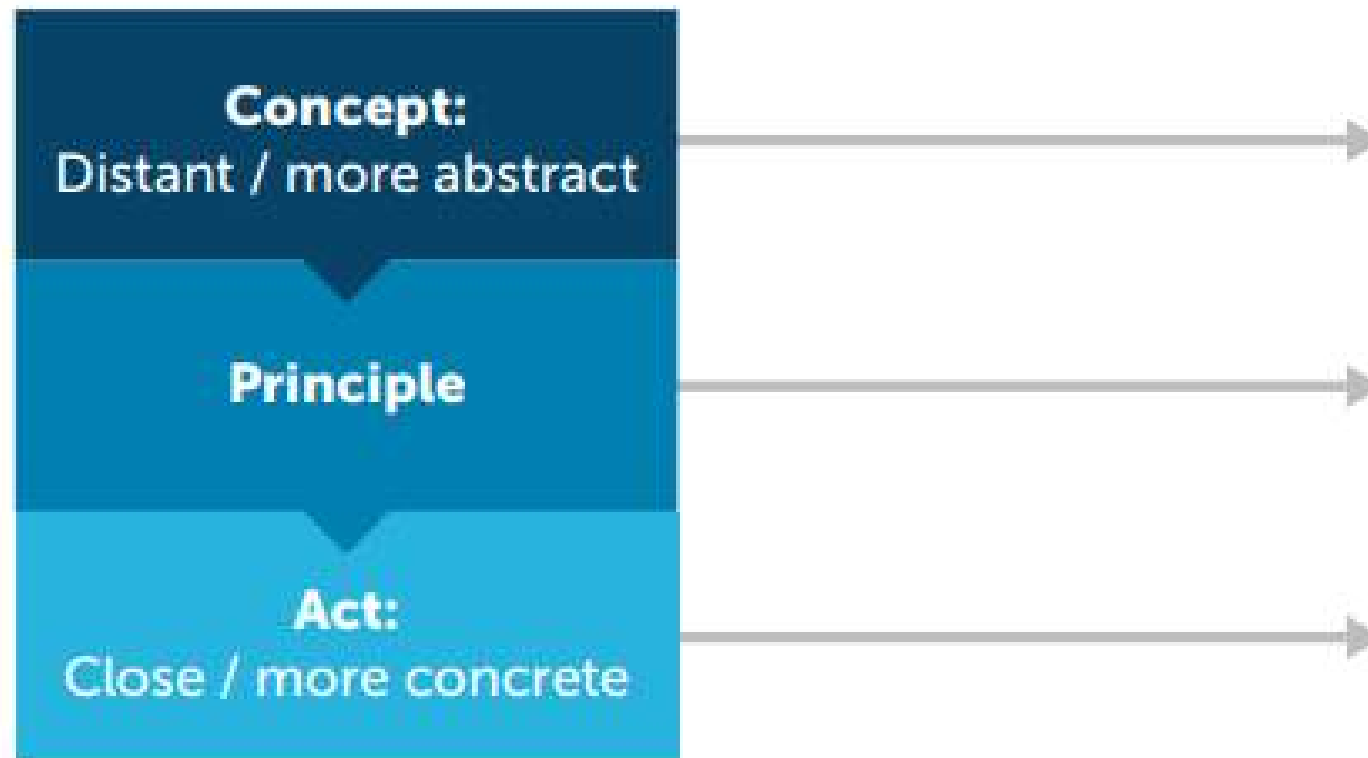 Concept:
Distant / more abstract
Principle
Act:
Close / more concrete